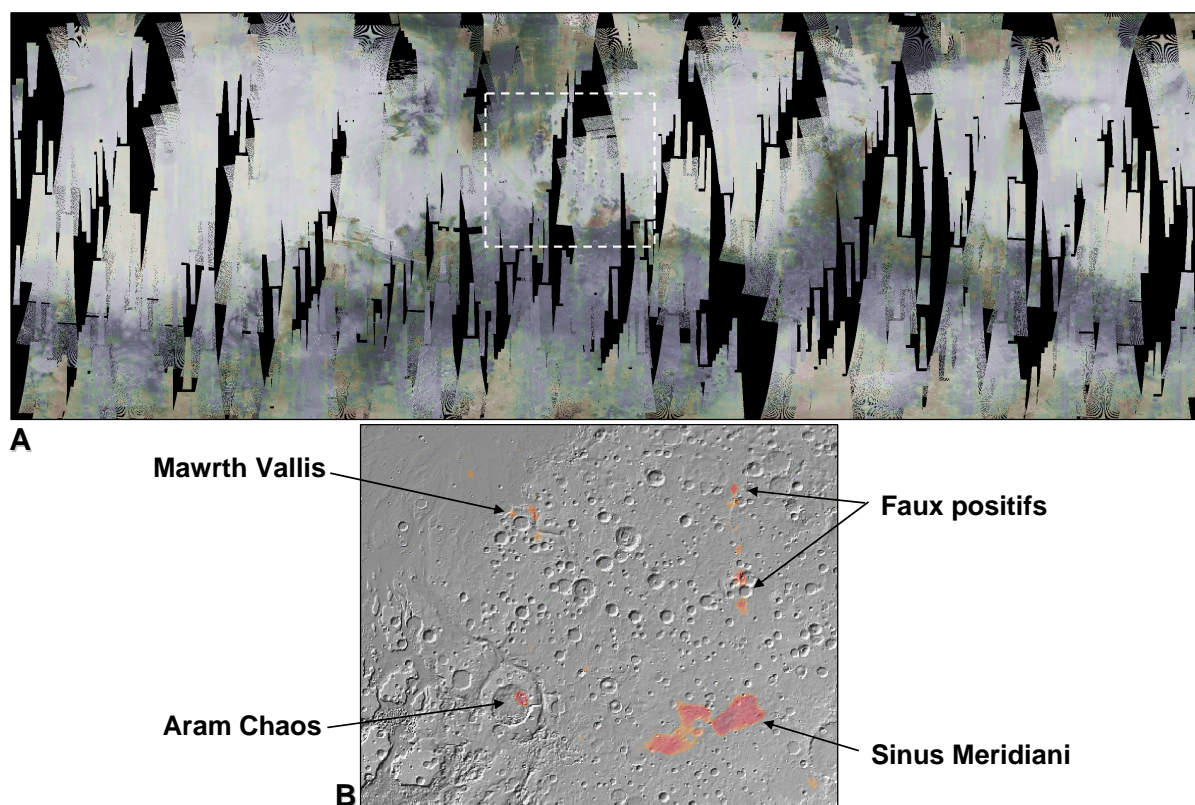 A
Mawrth Vallis
Faux positifs
Aram Chaos
Sinus Meridiani
B